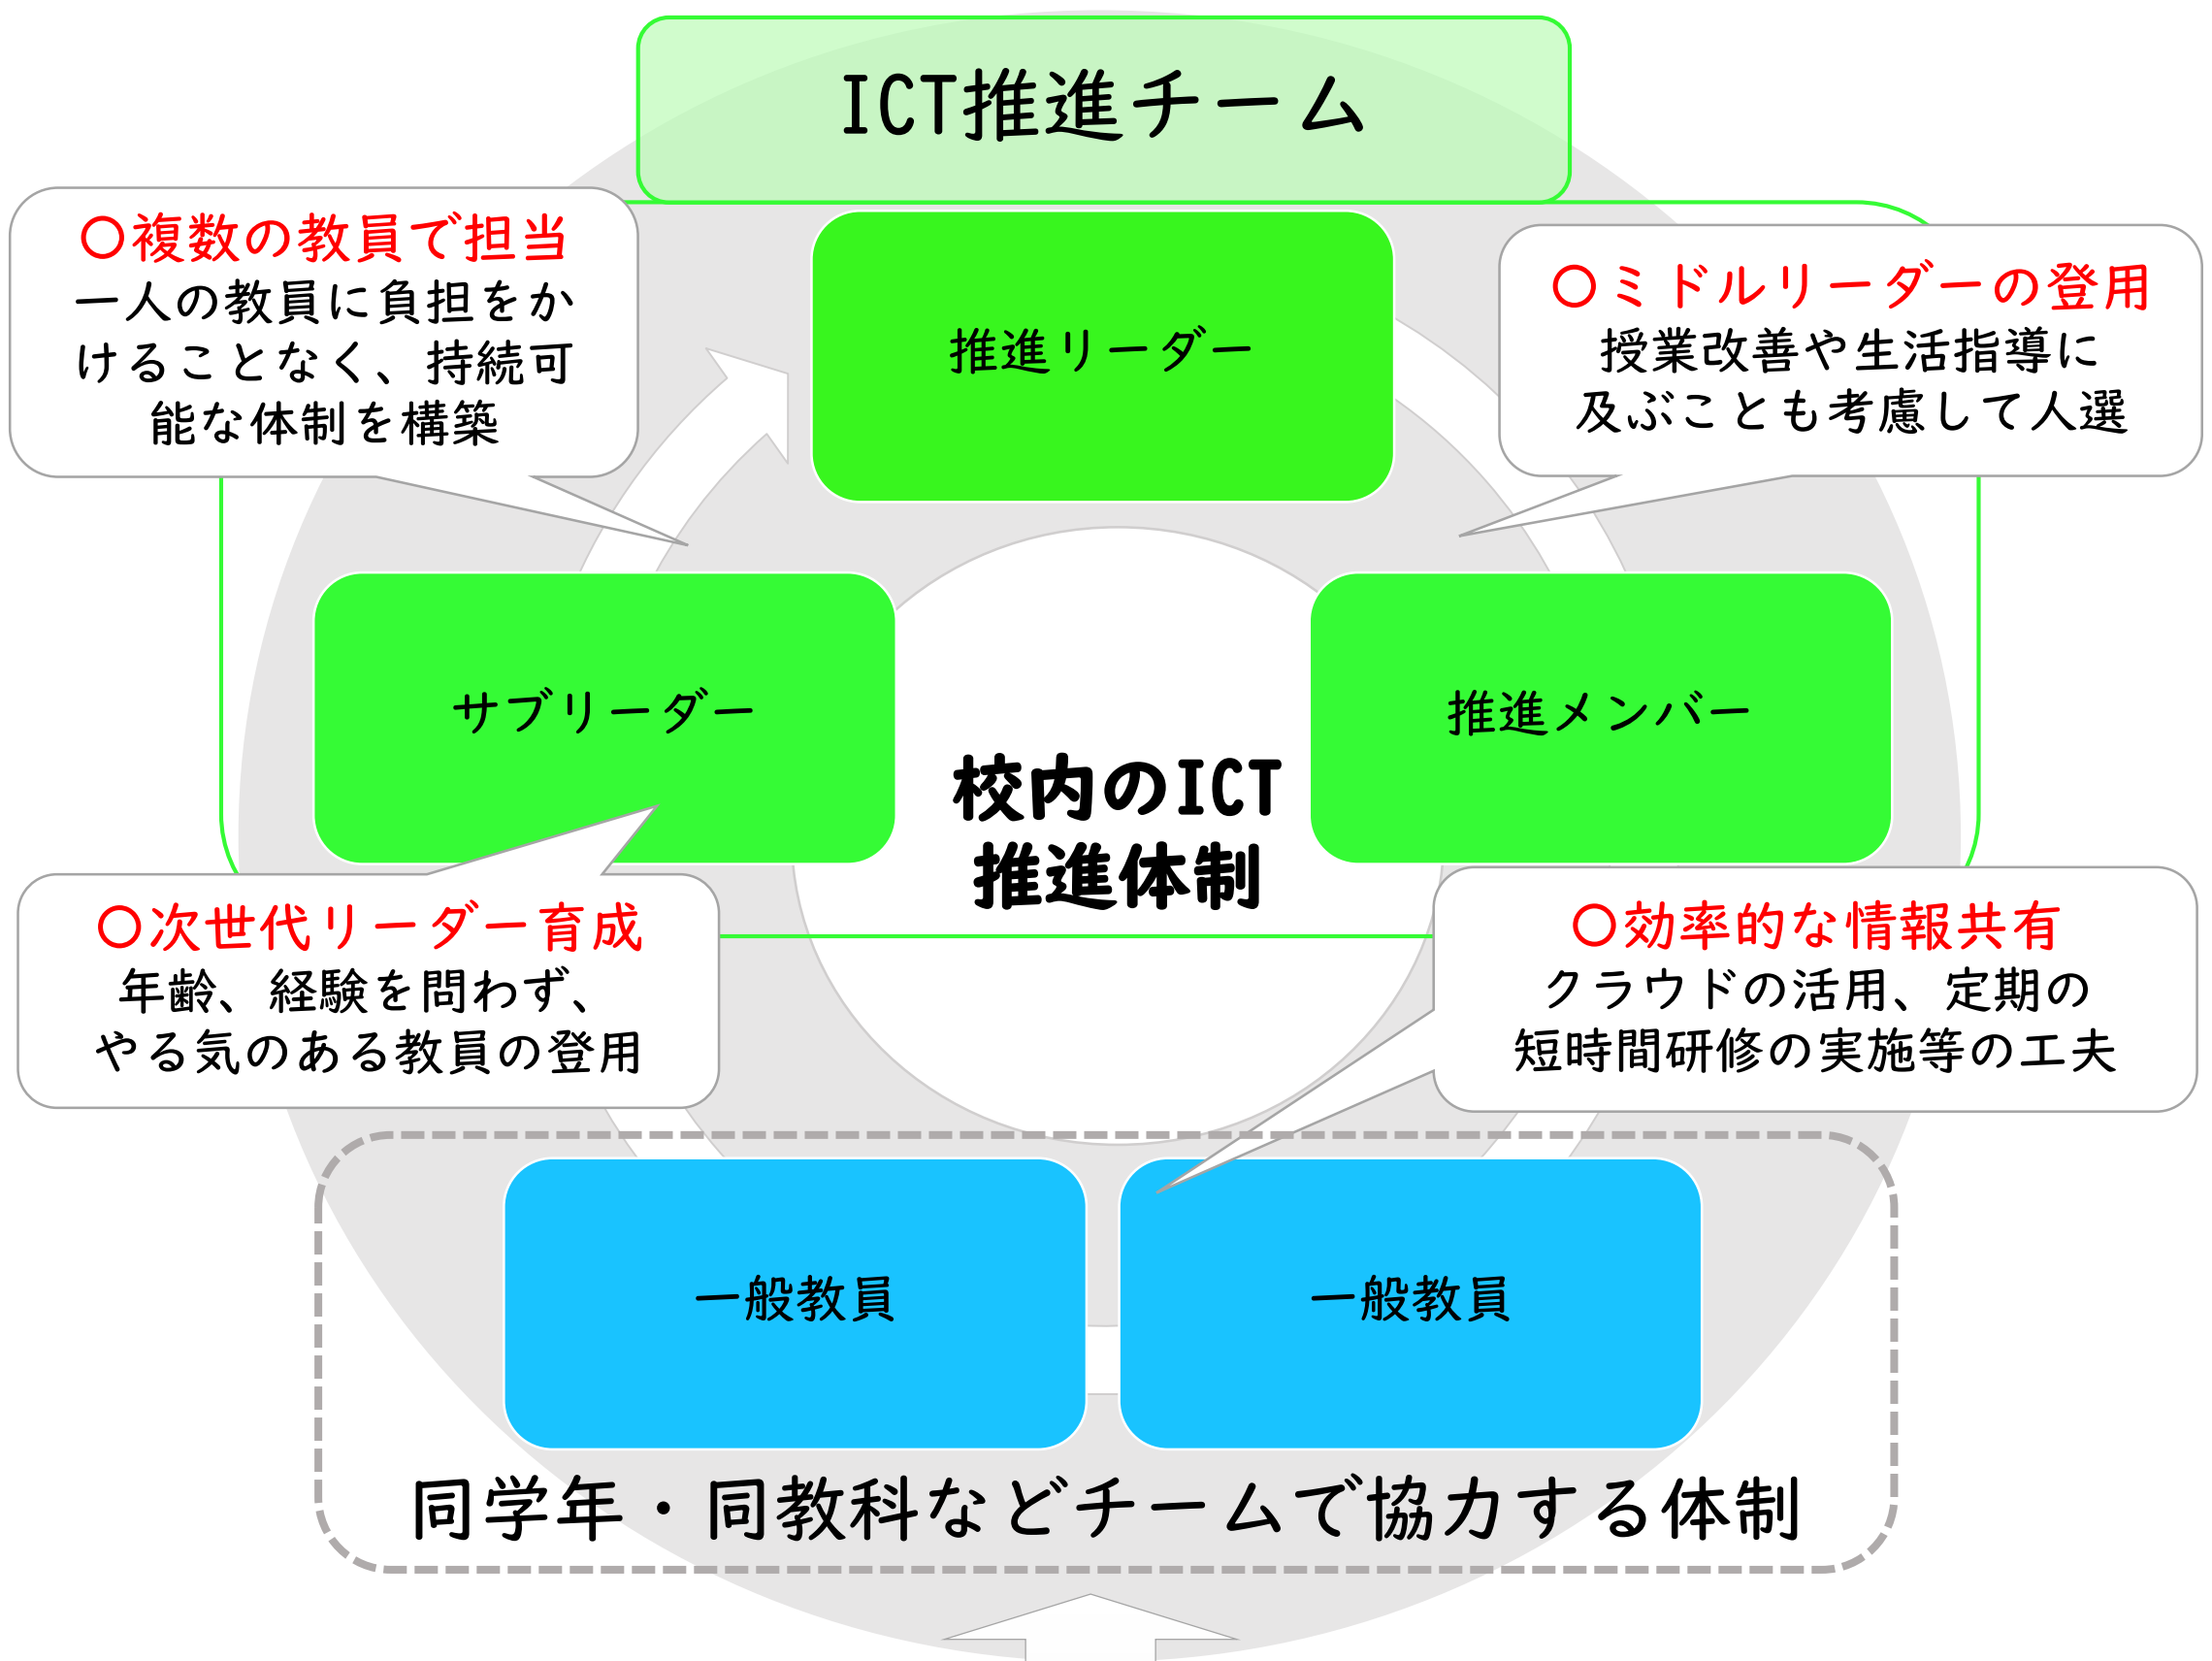 ICT推進チーム
〇複数の教員で担当
一人の教員に負担をか
けることなく、持続可
能な体制を構築
〇ミドルリーダーの登用
授業改善や生活指導に
及ぶことも考慮して人選
推進リーダー
サブリーダー
推進メンバー
校内のICT
推進体制
〇次世代リーダー育成
年齢、経験を問わず、
やる気のある教員の登用
〇効率的な情報共有
クラウドの活用、定期の
短時間研修の実施等の工夫
一般教員
一般教員
同学年・同教科などチームで協力する体制